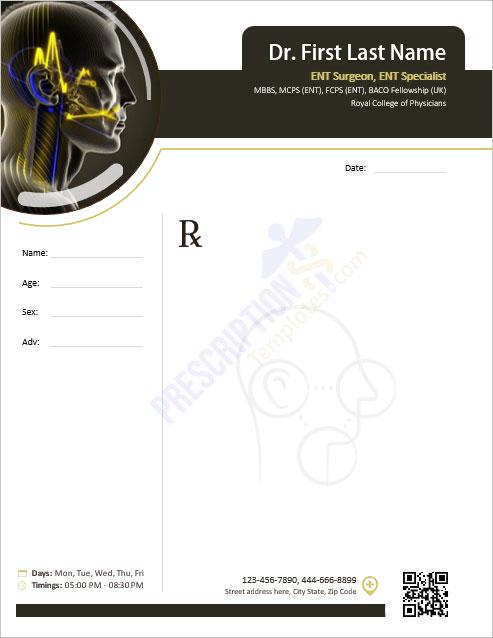 Dr. First Last Name
ENT Surgeon, ENT Specialist
MBBS, MCPS (ENT), FCPS (ENT), BACO Fellowship (UK)
Royal College of Physicians
Date:
Rx
Name:
Age:
Sex:
Adv:
PRESCRIPTION
Templates.com
Days: Mon, Tue, Wed, Thu, Fri
Timings: 05:00 PM - 08:30 PM
123-456-7890, 444-666-8899
Street address here, City State, Zip Code